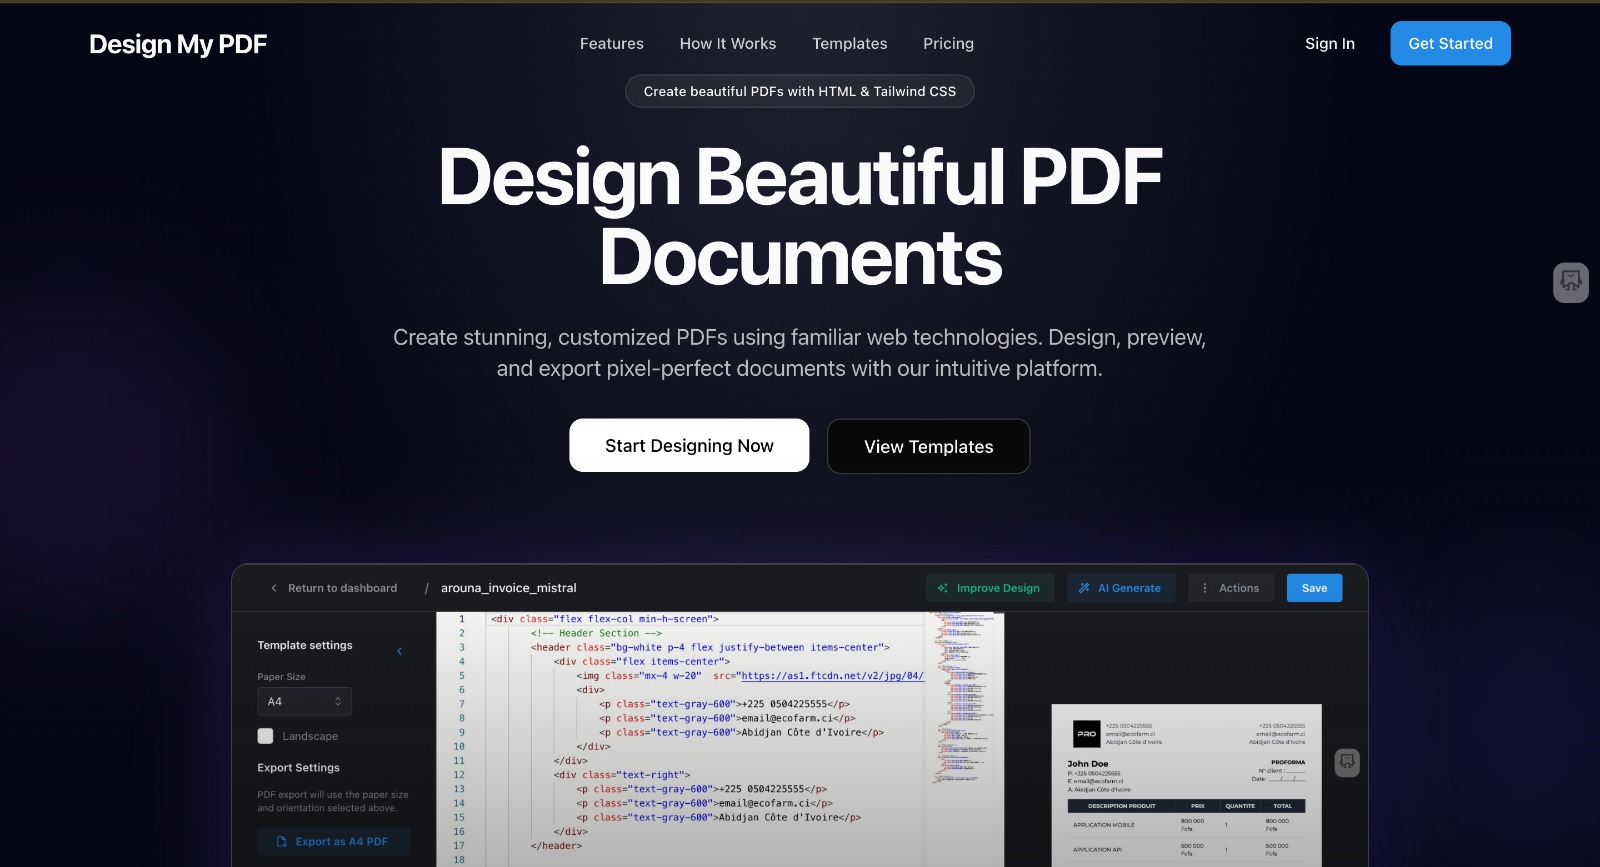 Design My PDF
Features
How It Works
Templates
Pricing
Sign In
Get Started
Create beautiful PDFs with HTML & Tailwind CSS
Design Beautiful PDF
Documents
Create stunning, customized PDFs using familiar web technologies. Design, preview,
and export pixel-perfect documents with our intuitive platform.
Start Designing Now
View Templates
Return to dashboard / arouna_invoice_mistral
Improve Design
AI Generate
Actions
Save
Template settings
Paper Size
A4
Landscape
Export Settings
PDF export will use the paper size
and orientation selected above.
Export as A4 PDF
1 <div class="flex flex-col min-h-screen">
2 <!-- Header Section -->
3 <header class="bg-white p-4 flex justify-between items-center">
4 <div class="flex items-center">
5 <img class="mx-4 w-20"  src="https://as1.ftcdn.net/v2/jpg/04/
6 <div>
7 <p class="text-gray-600">+225 0504225555</p>
8 <p class="text-gray-600">email@ecofarm.ci</p>
9 <p class="text-gray-600">Abidjan Côte d'Ivoire</p>
10 </div>
11 </div>
12 <div class="text-right">
13 <p class="text-gray-600">+225 0504225555</p>
14 <p class="text-gray-600">email@ecofarm.ci</p>
15 <p class="text-gray-600">Abidjan Côte d'Ivoire</p>
16 </div>
17 </header>
18
PRO
+225 0504225555
email@ecofarm.ci
Abidjan Côte d'Ivoire
+225 0504225555
email@ecofarm.ci
Abidjan Côte d'Ivoire
John Doe
P: +225 0504225555
E: email@ecofarm.ci
A: Abidjan Côte d'Ivoire
PROFORMA
N° client : ______
Date : __/__/__
DESCRIPTION PRODUIT PRIX QUANTITE TOTAL
APPLICATION MOBILE 800 000 Fcfa 1 800 000 Fcfa
APPLICATION API 500 000 Fcfa 1 500 000 Fcfa